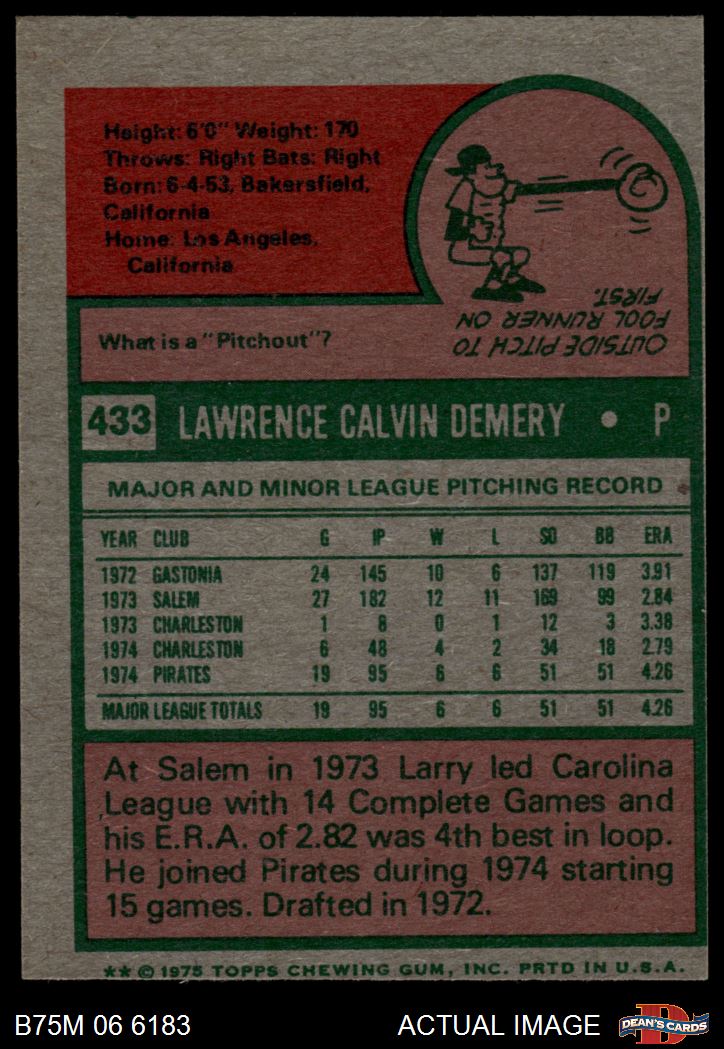 Height: 6'0" Weight: 170
Throws: Right Bats: Right
Born: 6-4-53, Bakersfield,
California
Home: Los Angeles,
California
What is a "Pitchout"?
OUTSIDE PITCH TO
FOOL RUNNER ON
FIRST.
433 LAWRENCE CALVIN DEMERY • P
MAJOR AND MINOR LEAGUE PITCHING RECORD
YEAR CLUB G IP W L SO BB ERA
1972 GASTONIA 24 145 10 6 137 119 3.91
1973 SALEM 27 182 12 11 169 99 2.84
1973 CHARLESTON 1 8 0 1 12 3 3.38
1974 CHARLESTON 6 48 4 2 34 18 2.79
1974 PIRATES 19 95 6 6 51 51 4.26
MAJOR LEAGUE TOTALS 19 95 6 6 51 51 4.26
At Salem in 1973 Larry led Carolina
League with 14 Complete Games and
his E.R.A. of 2.82 was 4th best in loop.
He joined Pirates during 1974 starting
15 games. Drafted in 1972.
** © 1975 TOPPS CHEWING GUM, INC. PRTD IN U.S.A.
B75M 06 6183 ACTUAL IMAGE D DEAN'S CARDS